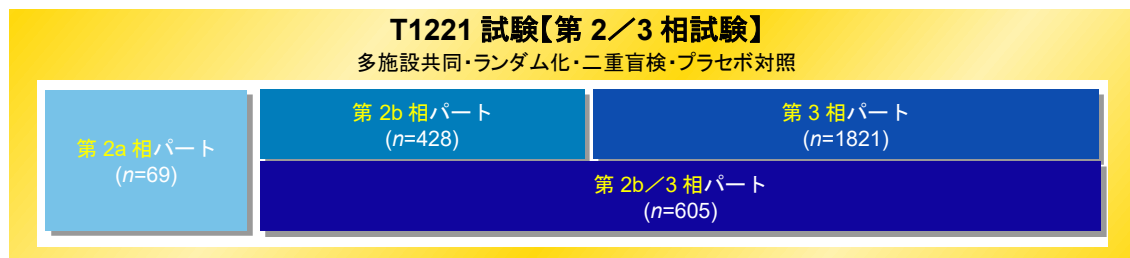 T1221 試験【第 2／3 相試験】
多施設共同・ランダム化・二重盲検・プラセボ対照
第 2a 相パート
(n=69)
第 2b 相パート
(n=428)
第 3 相パート
(n=1821)
第 2b／3 相パート
(n=605)